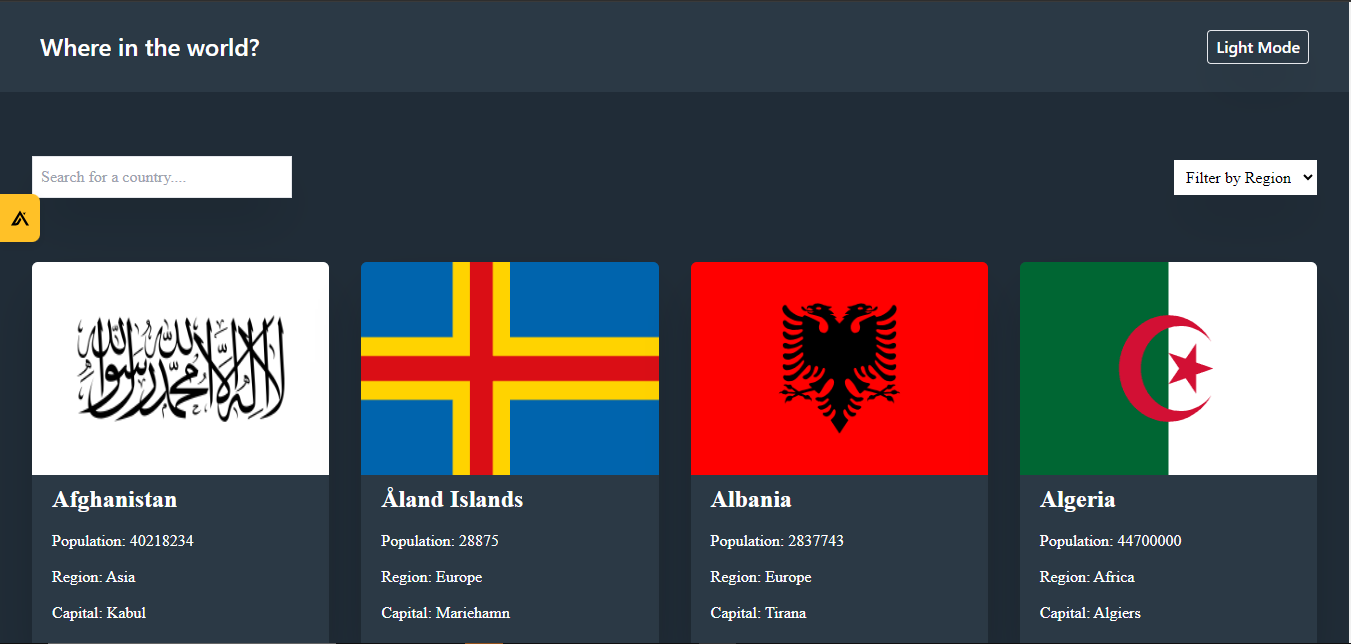 Where in the world?
Light Mode
Search for a country....
Filter by Region
لا اله الا الله محمد رسول الله
Afghanistan
Population: 40218234
Region: Asia
Capital: Kabul
Åland Islands
Population: 28875
Region: Europe
Capital: Mariehamn
Albania
Population: 2837743
Region: Europe
Capital: Tirana
Algeria
Population: 44700000
Region: Africa
Capital: Algiers